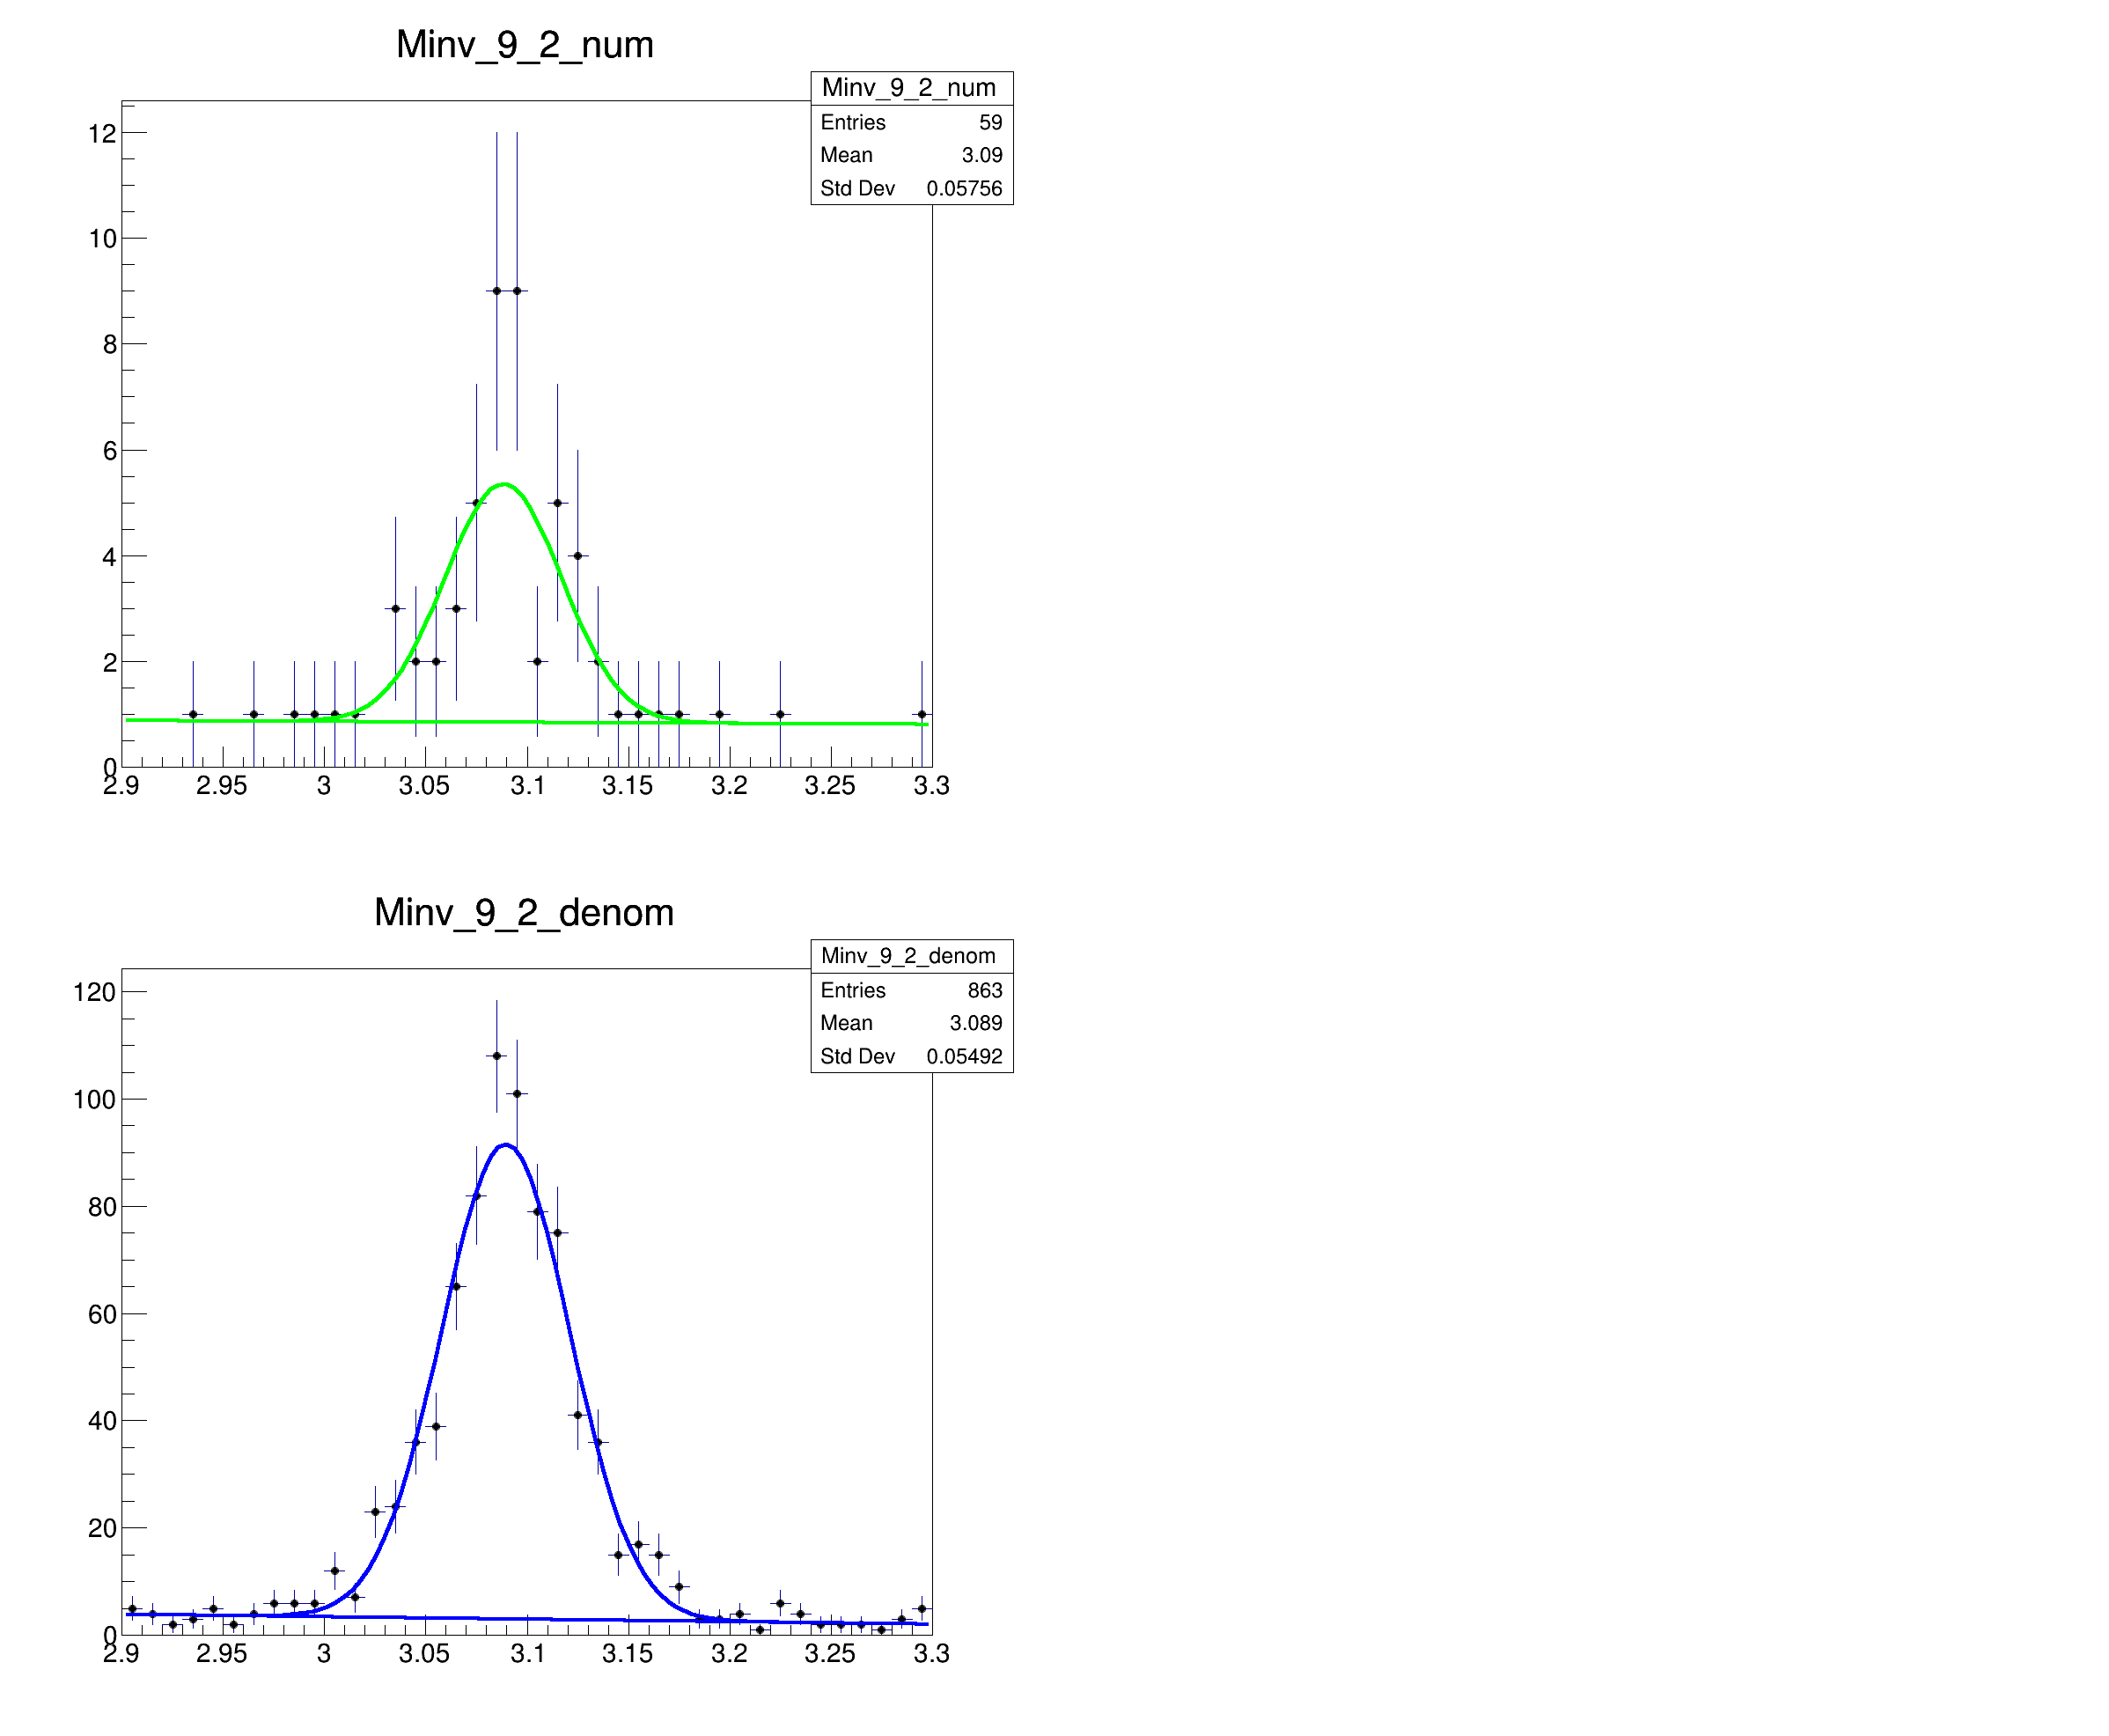 Minv_9_2_num
Minv_9_2_num
Entries 59
Mean 3.09
Std Dev 0.05756
12
10
8
6
4
2
0
2.9 2.95 3 3.05 3.1 3.15 3.2 3.25 3.3
Minv_9_2_denom
Minv_9_2_denom
Entries 863
Mean 3.089
Std Dev 0.05492
120
100
80
60
40
20
0
2.9 2.95 3 3.05 3.1 3.15 3.2 3.25 3.3